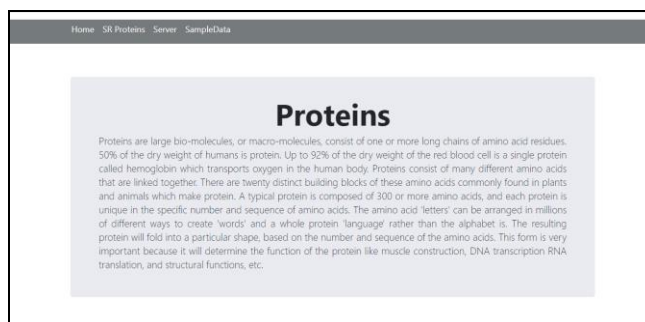 Home SR Proteins Server SampleData
Proteins
Proteins are large bio-molecules, or macro-molecules, consist of one or more long chains of amino acid residues.
50% of the dry weight of humans is protein. Up to 92% of the dry weight of the red blood cell is a single protein
called hemoglobin which transports oxygen in the human body. Proteins consist of many different amino acids
that are linked together. There are twenty distinct building blocks of these amino acids commonly found in plants
and animals which make protein. A typical protein is composed of 300 or more amino acids, and each protein is
unique in the specific number and sequence of amino acids. The amino acid 'letters' can be arranged in millions
of different ways to create 'words' and a whole protein 'language' rather than the alphabet is. The resulting
protein will fold into a particular shape, based on the number and sequence of the amino acids. This form is very
important because it will determine the function of the protein like muscle construction, DNA transcription RNA
translation, and structural functions, etc.